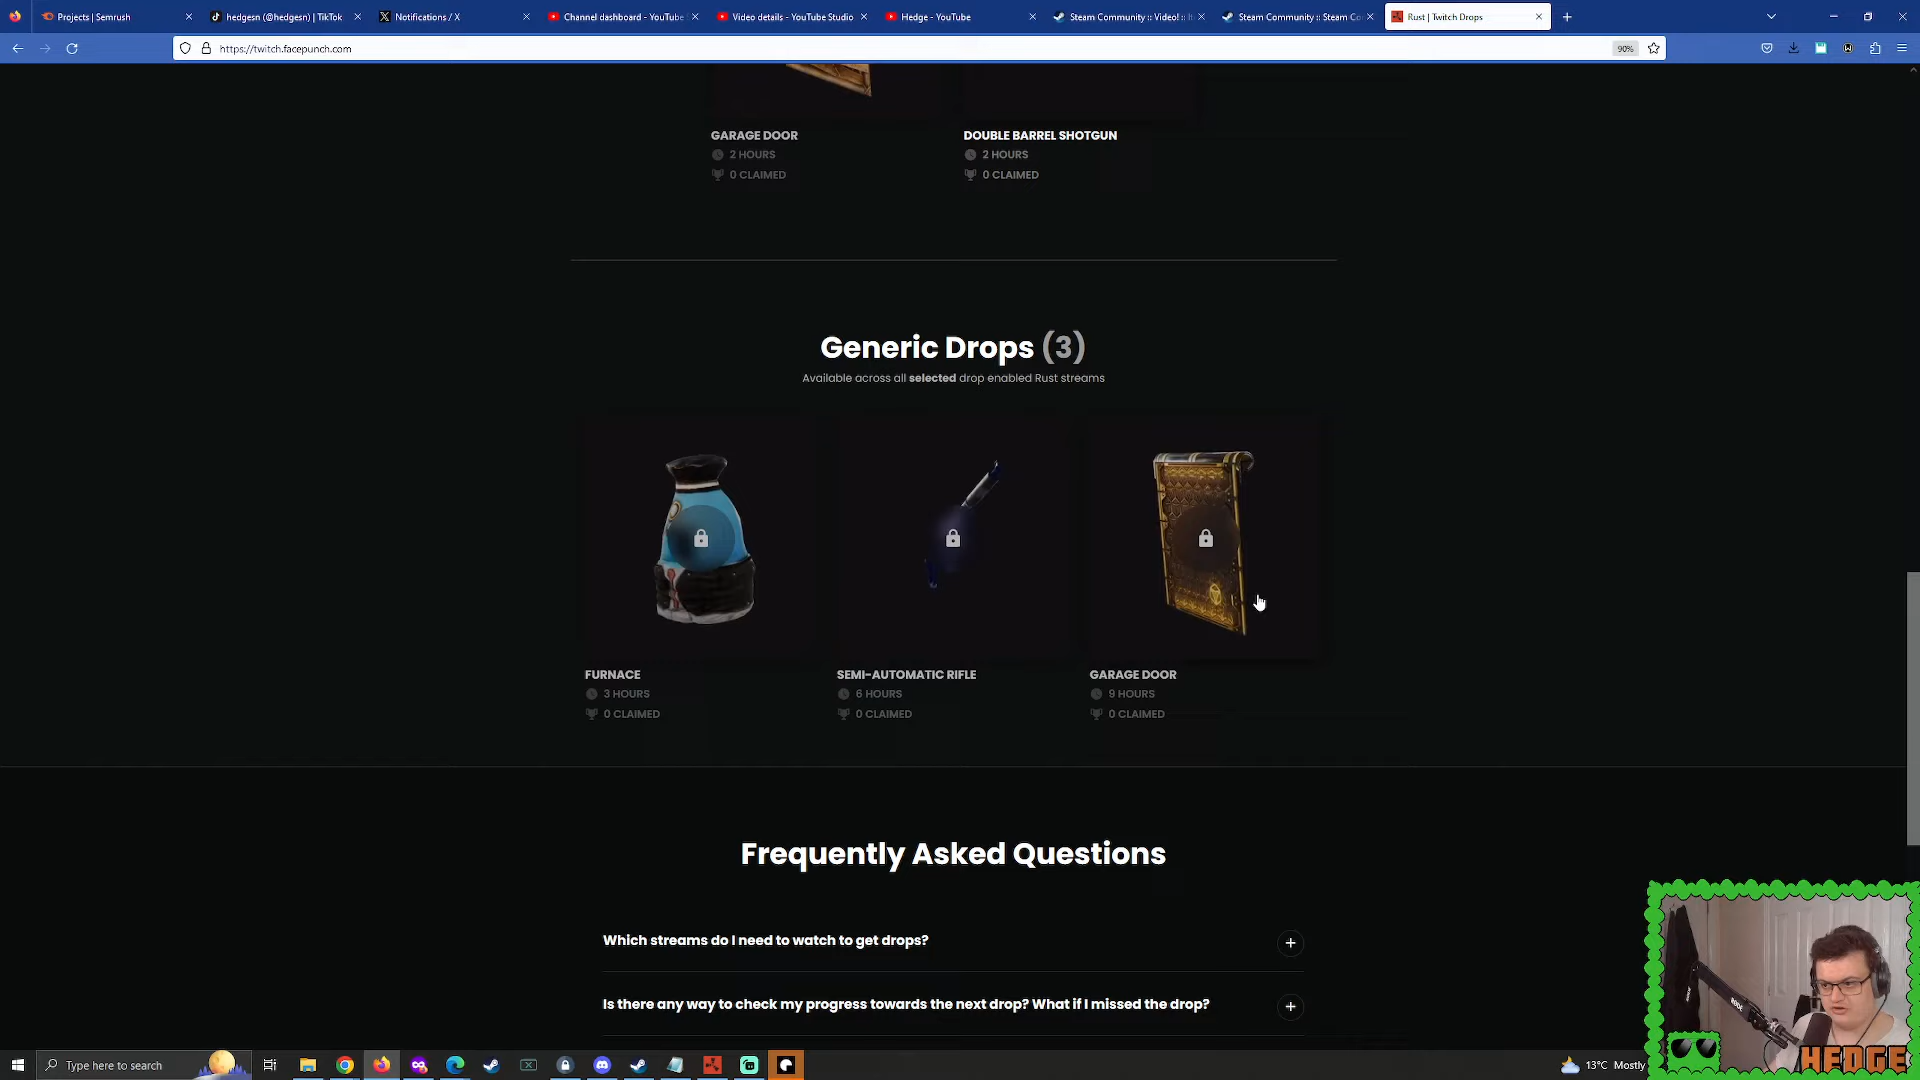 Projects | Semrush
hedgesn (@hedgesn) | TikTok
Notifications / X
Channel dashboard - YouTube
Video details - YouTube Studio
Hedge - YouTube
Steam Community :: Video! :: It
Steam Community :: Steam Co
Rust | Twitch Drops
https://twitch.facepunch.com
90%
GARAGE DOOR
2 HOURS
0 CLAIMED
DOUBLE BARREL SHOTGUN
2 HOURS
0 CLAIMED
Generic Drops (3)
Available across all selected drop enabled Rust streams
FURNACE
3 HOURS
0 CLAIMED
SEMI-AUTOMATIC RIFLE
6 HOURS
0 CLAIMED
GARAGE DOOR
9 HOURS
0 CLAIMED
Frequently Asked Questions
Which streams do I need to watch to get drops?
Is there any way to check my progress towards the next drop? What if I missed the drop?
Type here to search
13°C Mostly
RODE
HEDGE